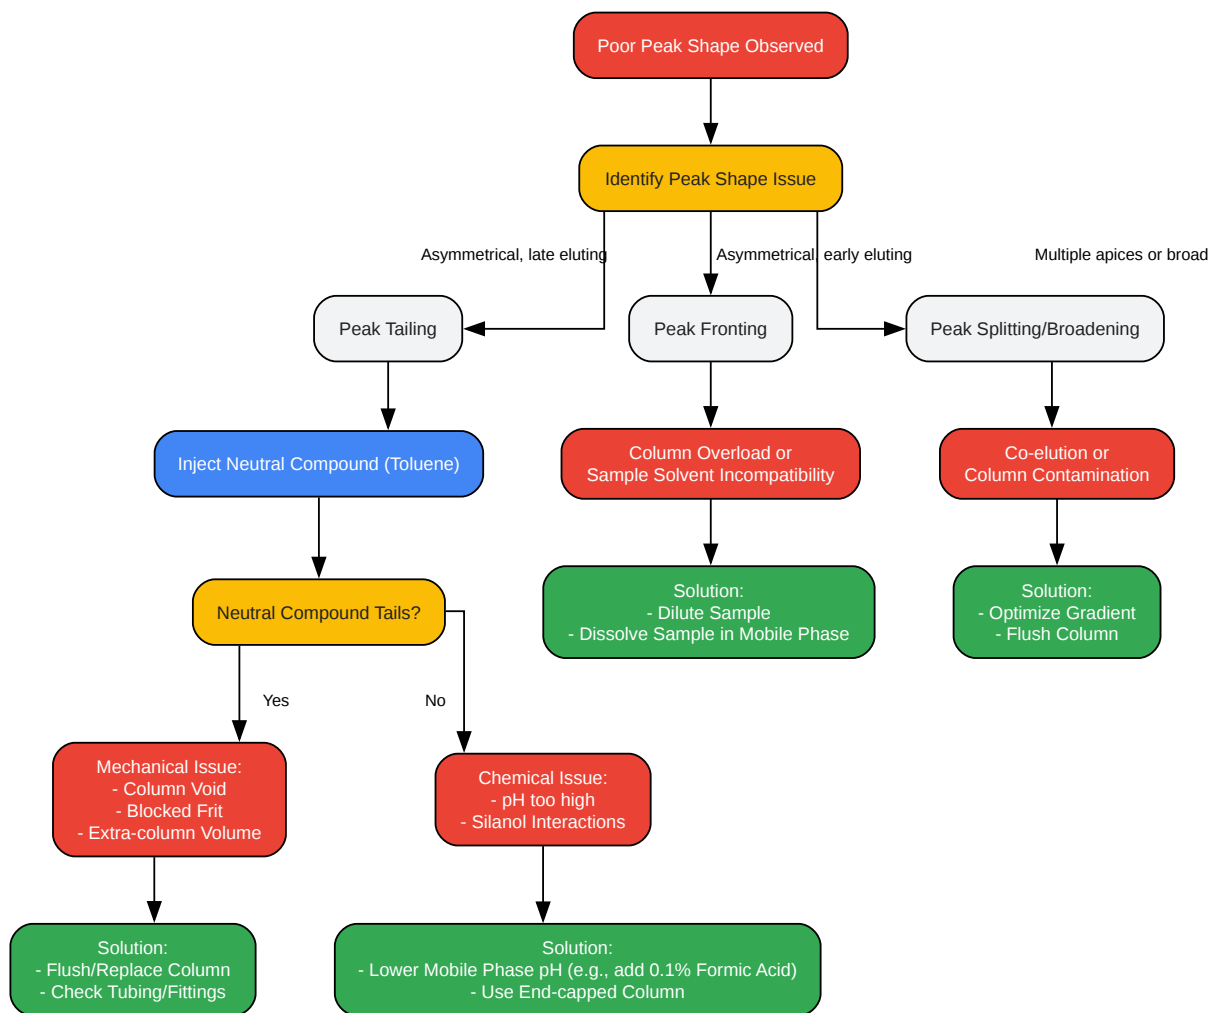 Poor Peak Shape Observed
Identify Peak Shape Issue
Asymmetrical, late eluting
Asymmetrical, early eluting
Multiple apices or broad
Peak Tailing
Peak Fronting
Peak Splitting/Broadening
Inject Neutral Compound (Toluene)
Column Overload or
Sample Solvent Incompatibility
Co-elution or
Column Contamination
Neutral Compound Tails?
Solution:
- Dilute Sample
- Dissolve Sample in Mobile Phase
Solution:
- Optimize Gradient
- Flush Column
Yes
No
Mechanical Issue:
- Column Void
- Blocked Frit
- Extra-column Volume
Chemical Issue:
- pH too high
- Silanol Interactions
Solution:
- Flush/Replace Column
- Check Tubing/Fittings
Solution:
- Lower Mobile Phase pH (e.g., add 0.1% Formic Acid)
- Use End-capped Column